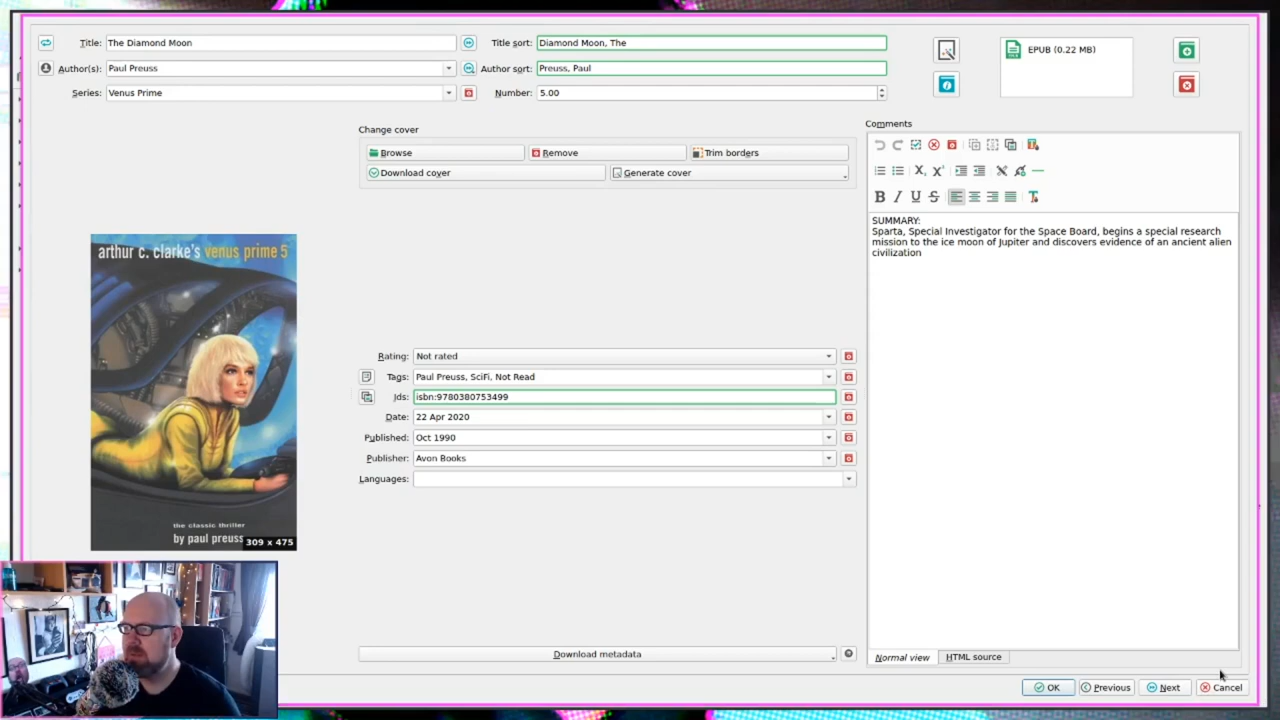 Title: The Diamond Moon Title sort: Diamond Moon, The
EPUB (0.22 MB)
Author(s): Paul Preuss Author sort: Preuss, Paul
Series: Venus Prime Number: 5.00
Change cover
Browse Remove Trim borders
Download cover Generate cover
Comments
SUMMARY:
Sparta, Special Investigator for the Space Board, begins a special research
mission to the ice moon of Jupiter and discovers evidence of an ancient alien
civilization
arthur c. clarke's venus prime 5
the classic thriller
by paul preuss
309 x 475
Rating: Not rated
Tags: Paul Preuss, SciFi, Not Read
Ids: isbn:9780380753499
Date: 22 Apr 2020
Published: Oct 1990
Publisher: Avon Books
Languages:
Download metadata
Normal view HTML source
OK Previous Next Cancel